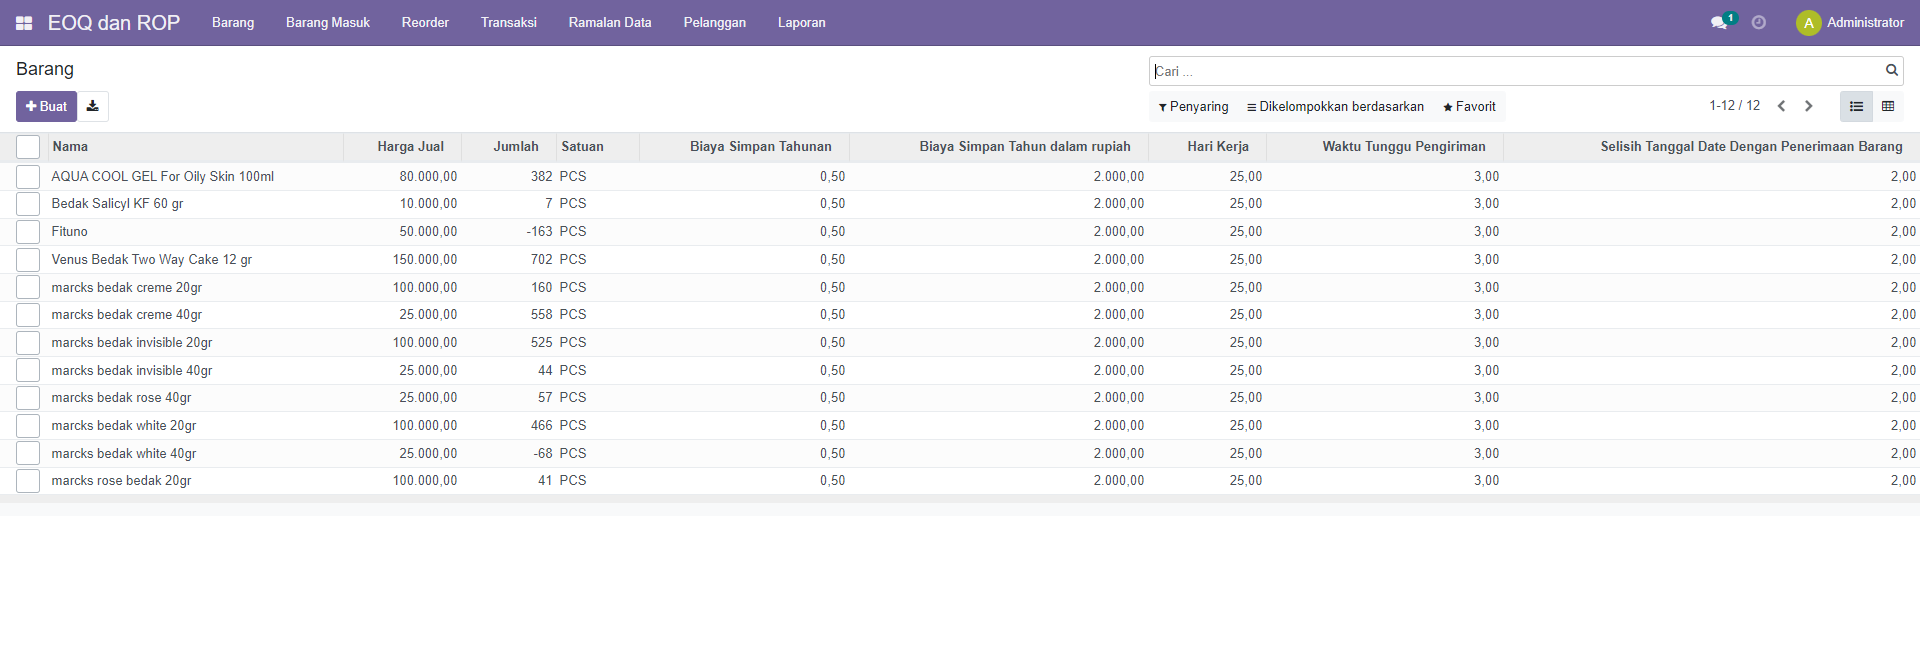 EOQ dan ROP Barang Barang Masuk Reorder Transaksi Ramalan Data Pelanggan Laporan 1 A Administrator
Barang
Cari ...
Buat
Penyaring Dikelompokkan berdasarkan Favorit 1-12 / 12
Nama Harga Jual Jumlah Satuan Biaya Simpan Tahunan Biaya Simpan Tahun dalam rupiah Hari Kerja Waktu Tunggu Pengiriman Selisih Tanggal Date Dengan Penerimaan Barang
AQUA COOL GEL For Oily Skin 100ml 80.000,00 382 PCS 0,50 2.000,00 25,00 3,00 2,00
Bedak Salicyl KF 60 gr 10.000,00 7 PCS 0,50 2.000,00 25,00 3,00 2,00
Fituno 50.000,00 -163 PCS 0,50 2.000,00 25,00 3,00 2,00
Venus Bedak Two Way Cake 12 gr 150.000,00 702 PCS 0,50 2.000,00 25,00 3,00 2,00
marcks bedak creme 20gr 100.000,00 160 PCS 0,50 2.000,00 25,00 3,00 2,00
marcks bedak creme 40gr 25.000,00 558 PCS 0,50 2.000,00 25,00 3,00 2,00
marcks bedak invisible 20gr 100.000,00 525 PCS 0,50 2.000,00 25,00 3,00 2,00
marcks bedak invisible 40gr 25.000,00 44 PCS 0,50 2.000,00 25,00 3,00 2,00
marcks bedak rose 40gr 25.000,00 57 PCS 0,50 2.000,00 25,00 3,00 2,00
marcks bedak white 20gr 100.000,00 466 PCS 0,50 2.000,00 25,00 3,00 2,00
marcks bedak white 40gr 25.000,00 -68 PCS 0,50 2.000,00 25,00 3,00 2,00
marcks rose bedak 20gr 100.000,00 41 PCS 0,50 2.000,00 25,00 3,00 2,00